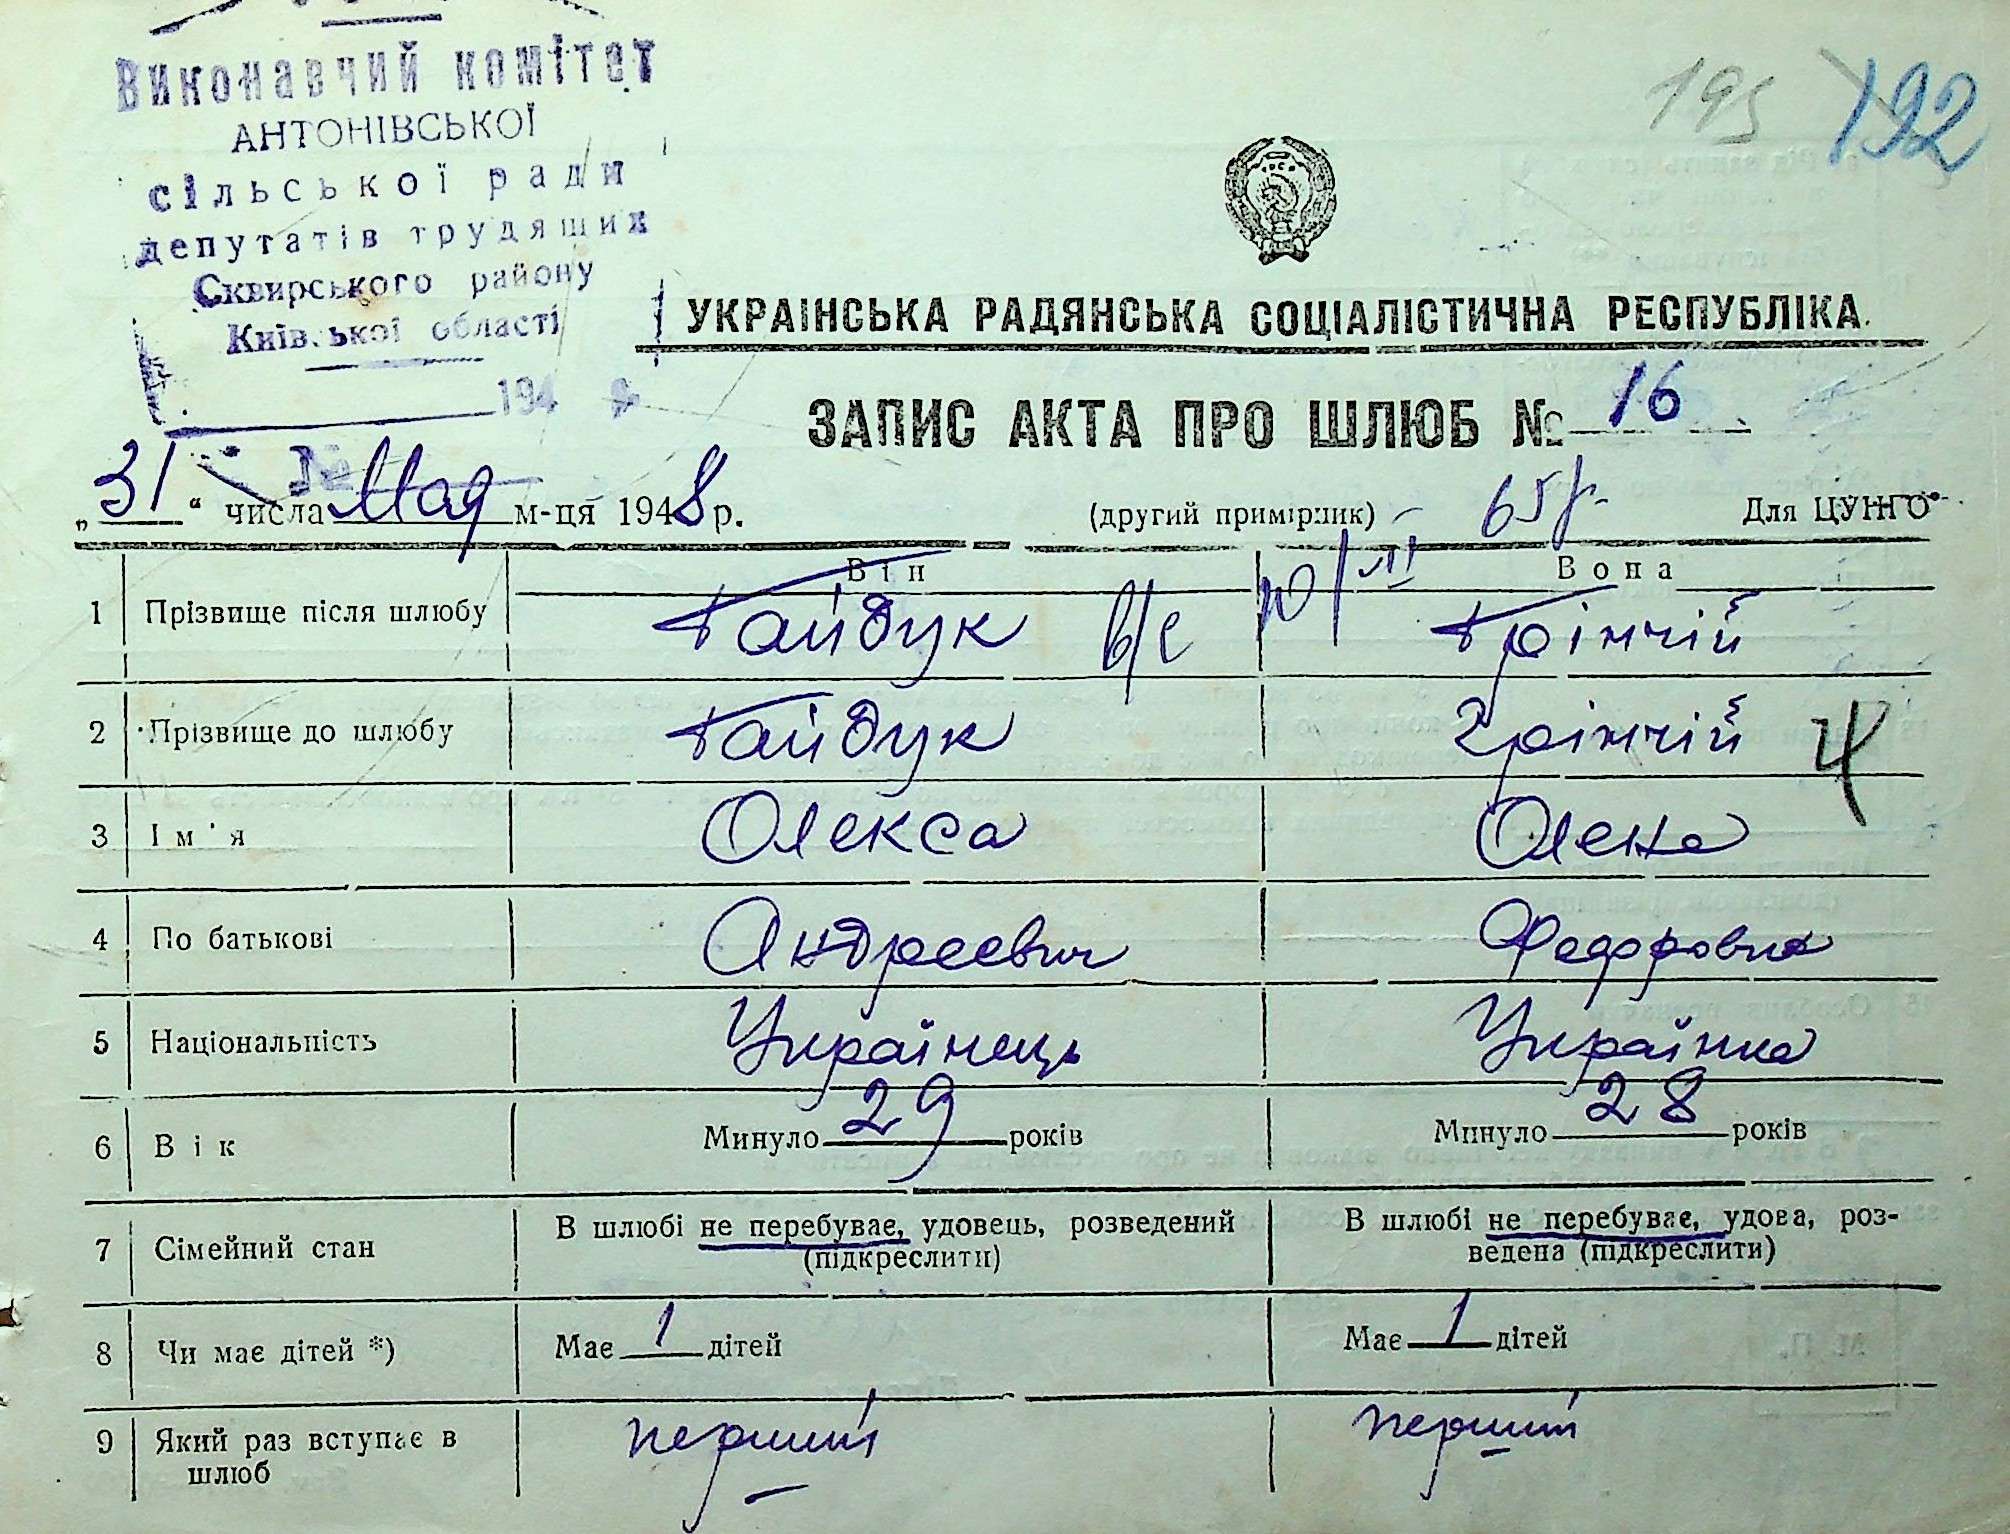 Виконавчий комітет
АНТОНІВСЬКОЇ
сільської ради
депутатів трудящих
Сквирського району
Київської області
194
№
195 192
УКРАЇНСЬКА РАДЯНСЬКА СОЦІАЛІСТИЧНА РЕСПУБЛІКА.
ЗАПИС АКТА ПРО ШЛЮБ № 16
„31“ числа Мая м-ця 1948 р. (другий примірник) 65р. Для ЦУНГО
Він Вона
1 Прізвище після шлюбу Гайдук в/с Грінчій
2 Прізвище до шлюбу Гайдук Грінчій Ч
3 Ім'я Олекса Олена
4 По батькові Андреевич Федоровна
5 Національність Українець Українка
6 Вік Минуло 29 років Минуло 28 років
7 Сімейний стан В шлюбі не перебуває, удовець, розведений (підкреслити) В шлюбі не перебуває, удова, роз-
ведена (підкреслити)
8 Чи має дітей *) Має 1 дітей Має 1 дітей
9 Який раз вступає в шлюб перший перший